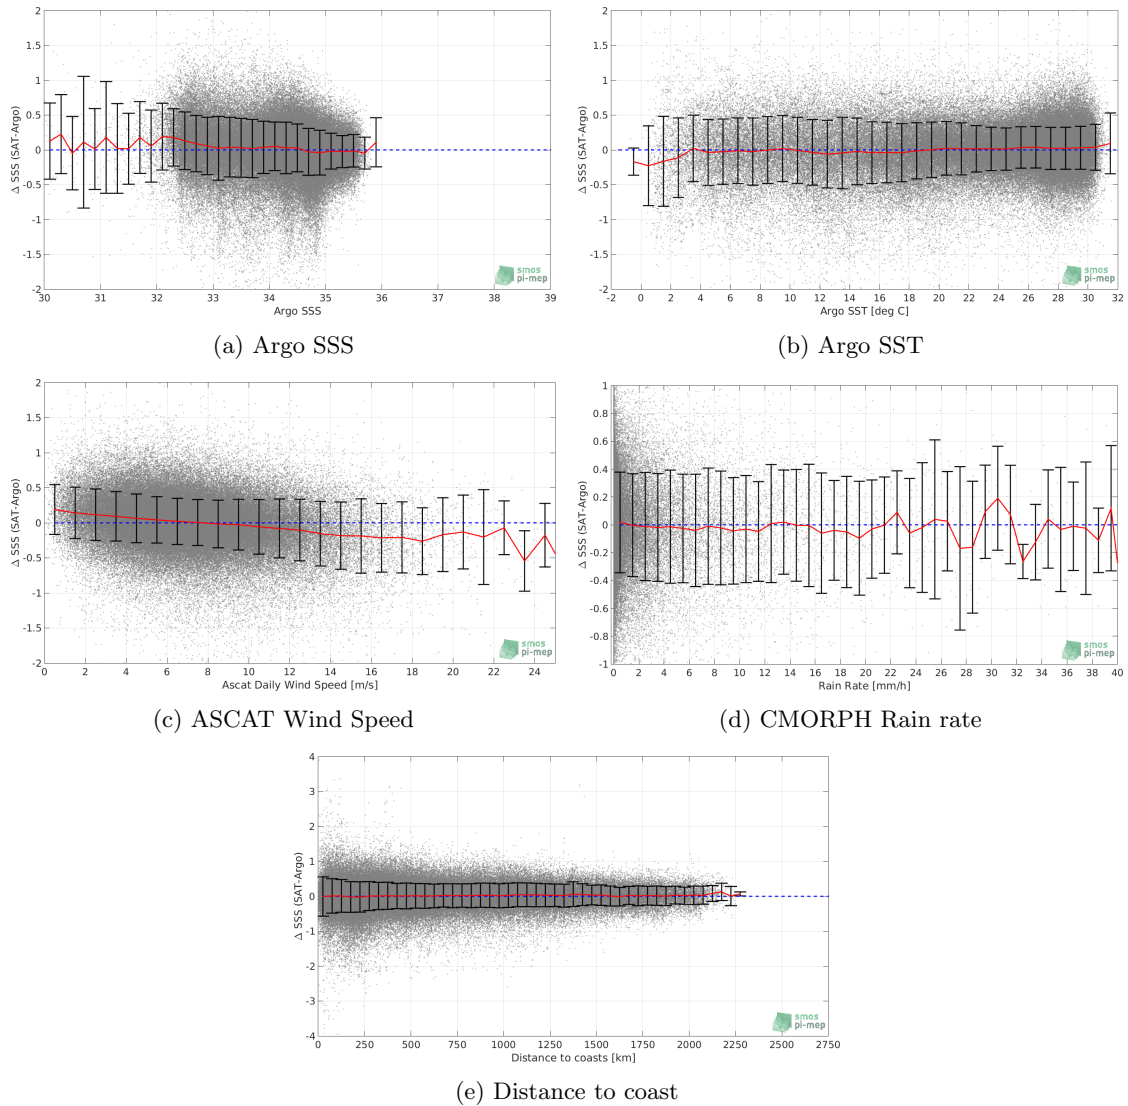 Δ SSS (SAT-Argo)
2
1.5
1
0.5
0
-0.5
-1
-1.5
-2
30 31 32 33 34 35 36 37 38 39
Argo SSS
smos
pi-mep
(a) Argo SSS
Δ SSS (SAT-Argo)
2
1.5
1
0.5
0
-0.5
-1
-1.5
-2
-2 0 2 4 6 8 10 12 14 16 18 20 22 24 26 28 30 32
Argo SST [deg C]
smos
pi-mep
(b) Argo SST
Δ SSS (SAT-Argo)
2
1.5
1
0.5
0
-0.5
-1
-1.5
-2
0 2 4 6 8 10 12 14 16 18 20 22 24
Ascat Daily Wind Speed [m/s]
smos
pi-mep
(c) ASCAT Wind Speed
Δ SSS (SAT-Argo)
1
0.8
0.6
0.4
0.2
0
-0.2
-0.4
-0.6
-0.8
-1
0 2 4 6 8 10 12 14 16 18 20 22 24 26 28 30 32 34 36 38 40
Rain Rate [mm/h]
smos
pi-mep
(d) CMORPH Rain rate
Δ SSS (SAT-Argo)
4
3
2
1
0
-1
-2
-3
-4
0 250 500 750 1000 1250 1500 1750 2000 2250 2500 2750
Distance to coasts [km]
smos
pi-mep
(e) Distance to coast